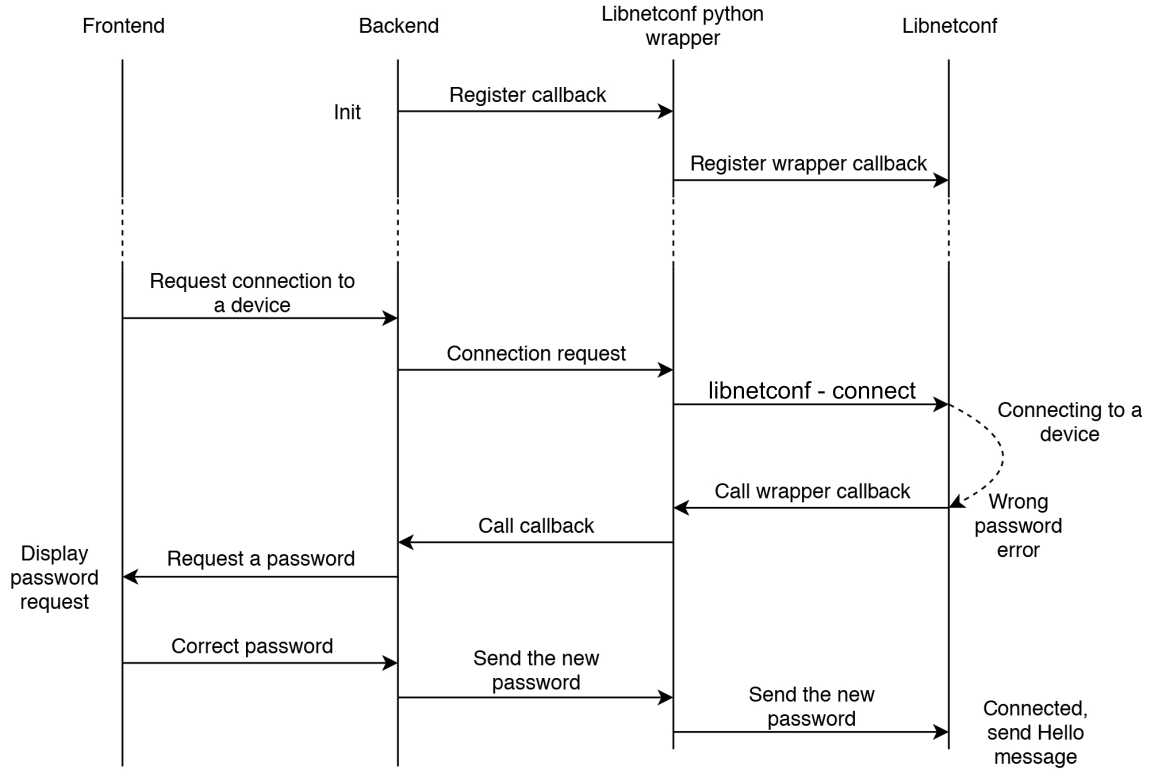 Frontend
Backend
Libnetconf python
wrapper
Libnetconf
Init
Register callback
Register wrapper callback
Request connection to
a device
Connection request
libnetconf - connect
Connecting to a
device
Call wrapper callback
Wrong
password
error
Call callback
Display
password
request
Request a password
Correct password
Send the new
password
Send the new
password
Connected,
send Hello
message